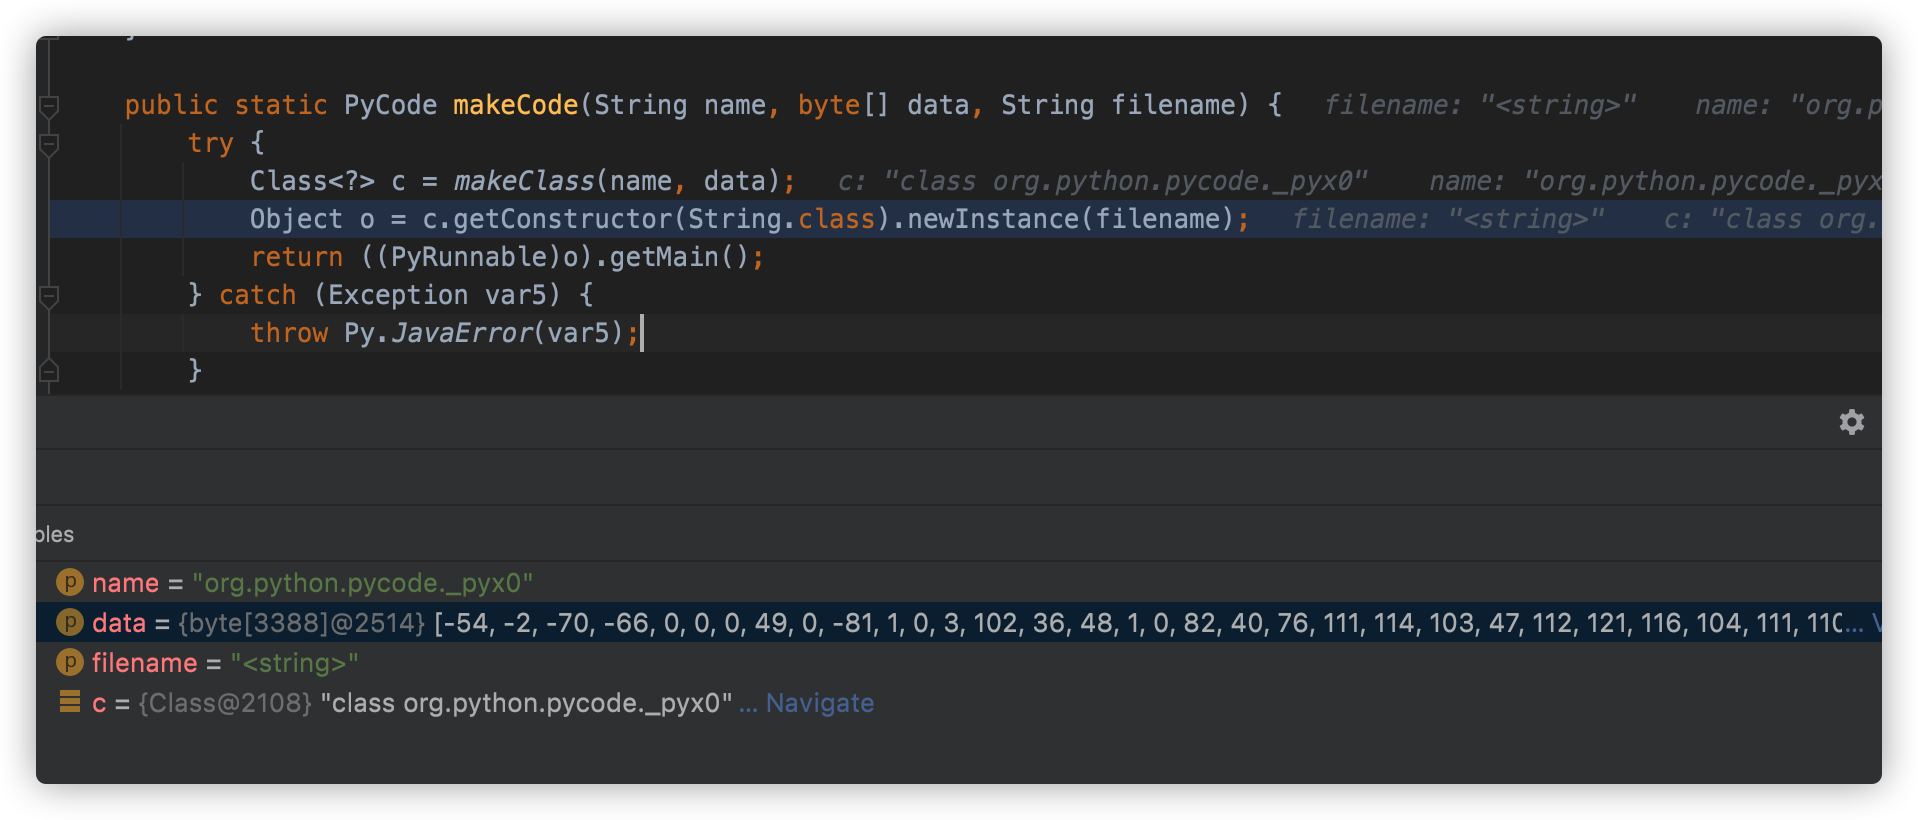 }
public static PyCode makeCode(String name, byte[] data, String filename) { filename: "<string>" name: "org.p
try {
Class<?> c = makeClass(name, data); c: "class org.python.pycode._pyx0" name: "org.python.pycode._pyx
Object o = c.getConstructor(String.class).newInstance(filename); filename: "<string>" c: "class org.
return ((PyRunnable)o).getMain();
} catch (Exception var5) {
throw Py.JavaError(var5);
}
bles
p name = "org.python.pycode._pyx0"
p data = {byte[3388]@2514} [-54, -2, -70, -66, 0, 0, 0, 49, 0, -81, 1, 0, 3, 102, 36, 48, 1, 0, 82, 40, 76, 111, 114, 103, 47, 112, 121, 116, 104, 111, 110... V
p filename = "<string>"
c = {Class@2108} "class org.python.pycode._pyx0" ... Navigate